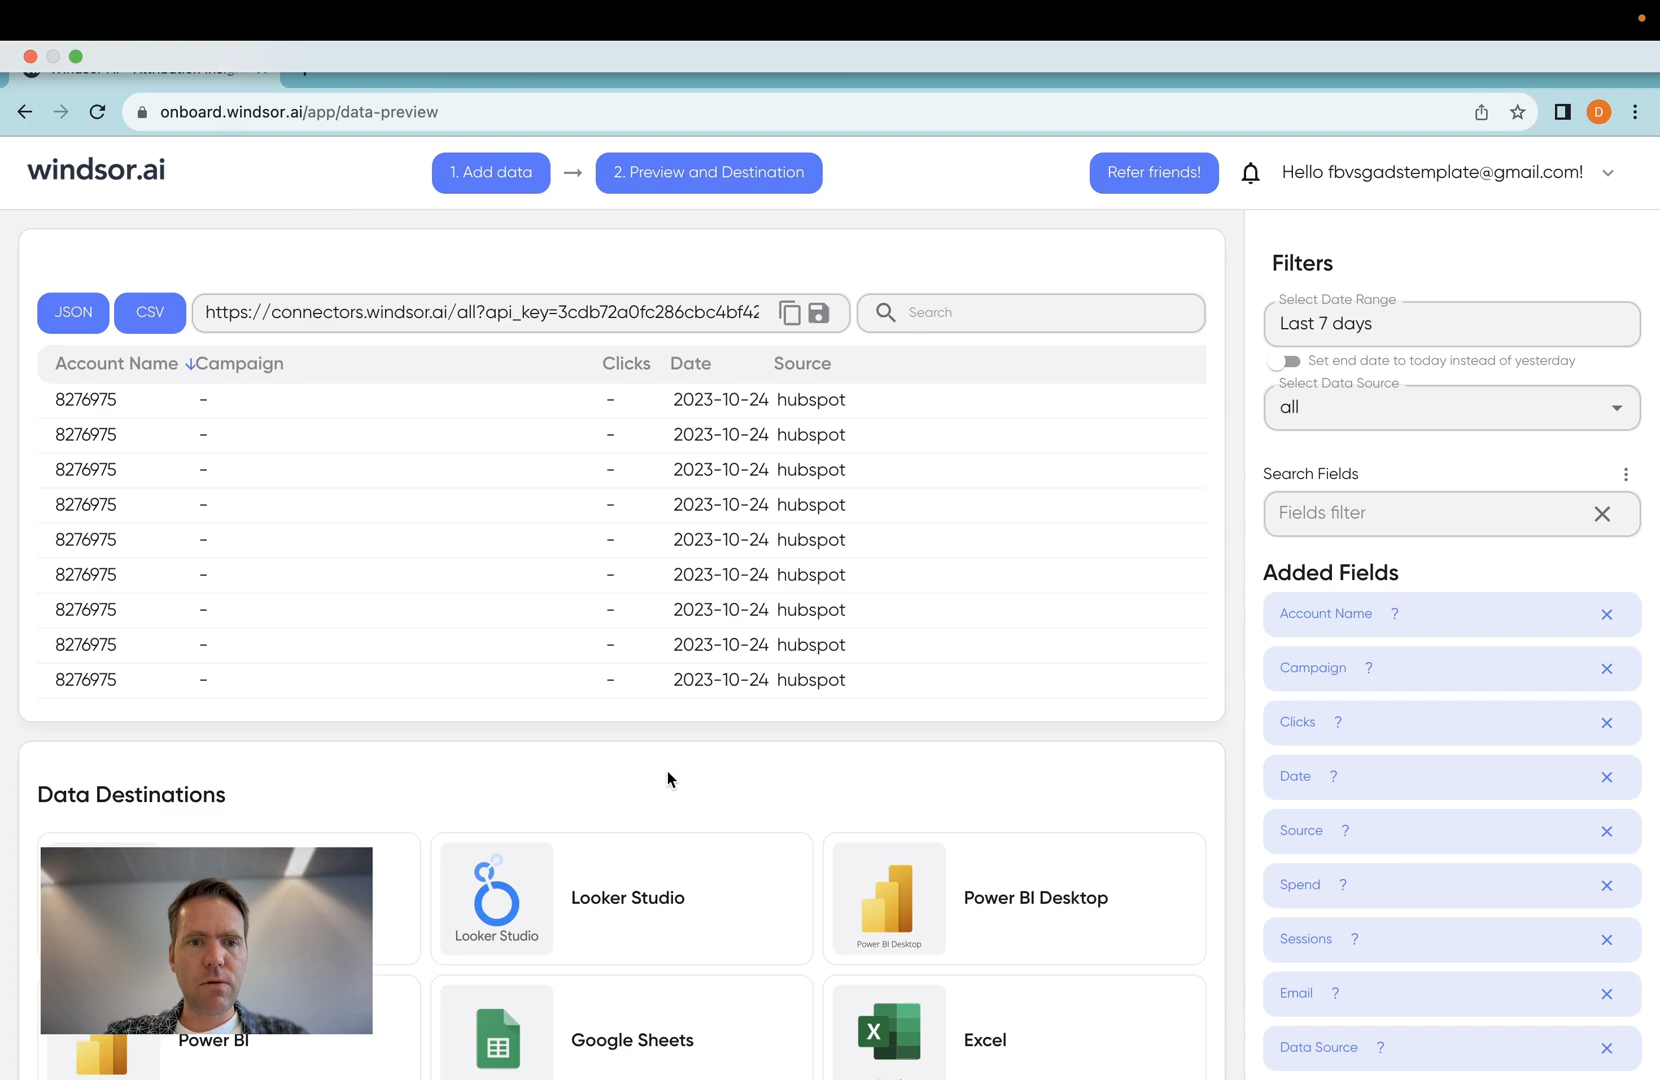 onboard.windsor.ai/app/data-preview
D
windsor.ai
1. Add data
2. Preview and Destination
Refer friends!
Hello fbvsgadstemplate@gmail.com!
JSON
CSV
https://connectors.windsor.ai/all?api_key=3cdb72a0fc286cbc4bf42
Search
Account Name Campaign Clicks Date Source
8276975 - - 2023-10-24 hubspot
8276975 - - 2023-10-24 hubspot
8276975 - - 2023-10-24 hubspot
8276975 - - 2023-10-24 hubspot
8276975 - - 2023-10-24 hubspot
8276975 - - 2023-10-24 hubspot
8276975 - - 2023-10-24 hubspot
8276975 - - 2023-10-24 hubspot
8276975 - - 2023-10-24 hubspot
Data Destinations
Looker Studio
Looker Studio
Power BI Desktop
Power BI Desktop
Power BI
Google Sheets
X
Excel
Filters
Select Date Range
Last 7 days
Set end date to today instead of yesterday
Select Data Source
all
Search Fields
Fields filter
Added Fields
Account Name ?
Campaign ?
Clicks ?
Date ?
Source ?
Spend ?
Sessions ?
Email ?
Data Source ?